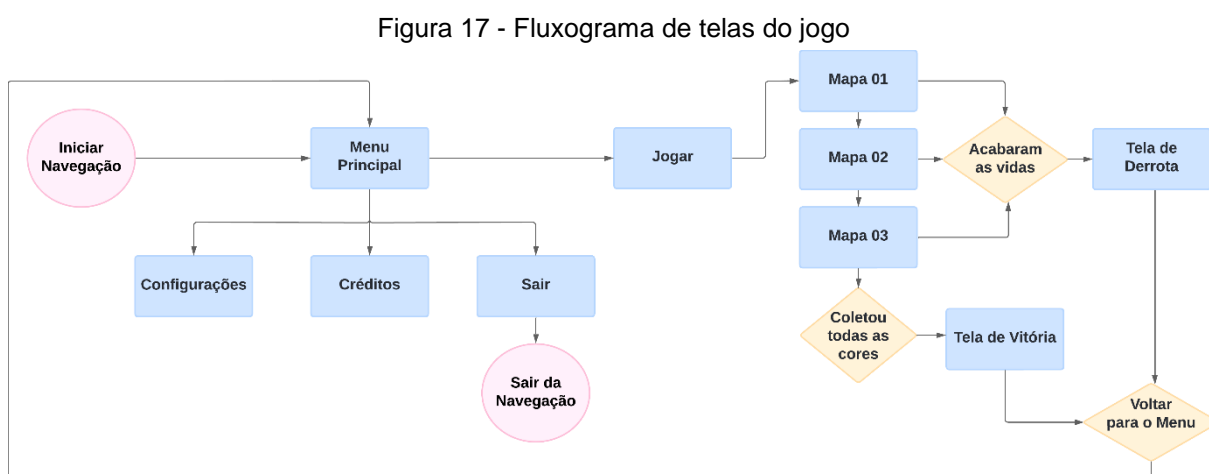 Figura 17 - Fluxograma de telas do jogo
Iniciar
Navegação
Menu
Principal
Jogar
Mapa 01
Mapa 02
Mapa 03
Acabaram
as vidas
Tela de
Derrota
Configurações
Créditos
Sair
Sair da
Navegação
Coletou
todas as
cores
Tela de Vitória
Voltar
para o Menu